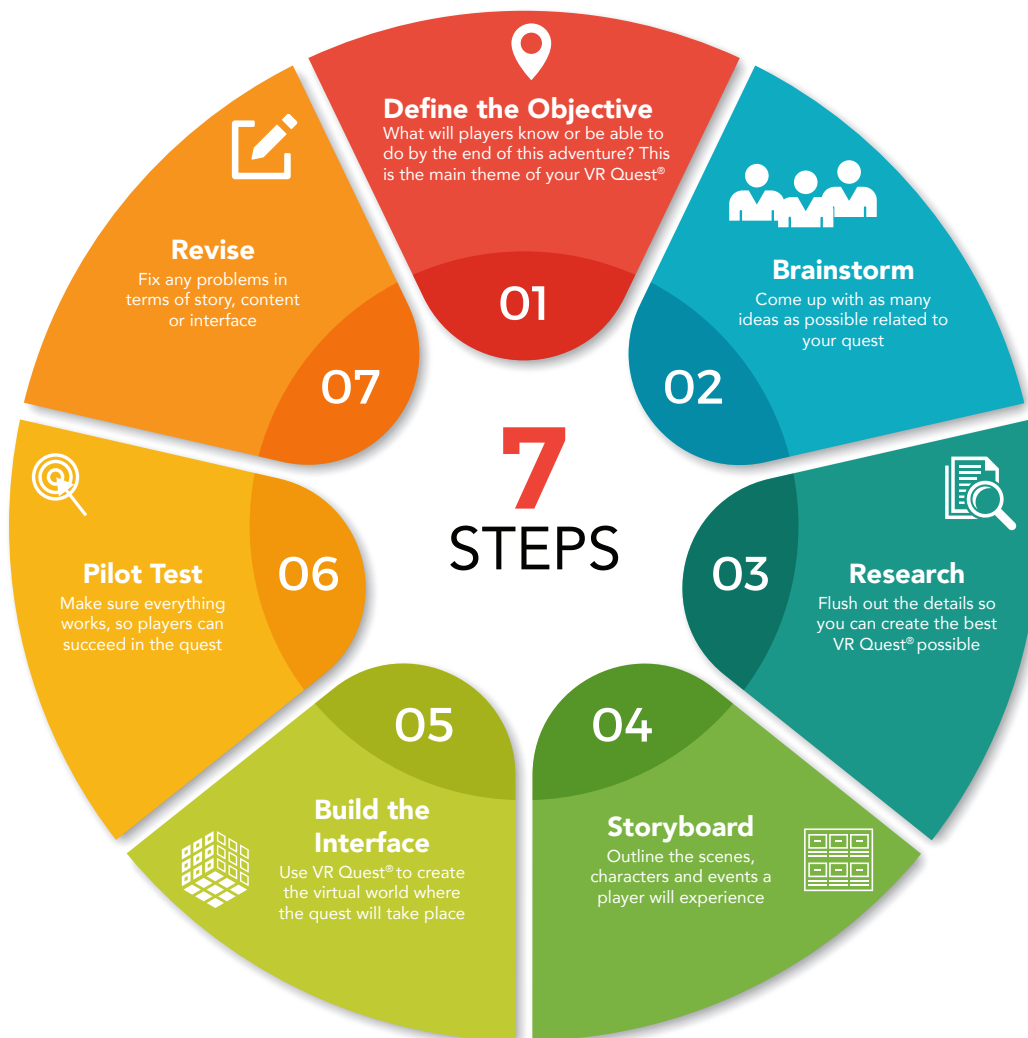 Define the Objective
What will players know or be able to
do by the end of this adventure? This
is the main theme of your VR Quest®
01
Brainstorm
Come up with as many
ideas as possible related to
your quest
02
Research
Flush out the details so
you can create the best
VR Quest® possible
03
Storyboard
Outline the scenes,
characters and events a
player will experience
04
Build the
Interface
Use VR Quest® to create
the virtual world where
the quest will take place
05
Pilot Test
Make sure everything
works, so players can
succeed in the quest
06
Revise
Fix any problems in
terms of story, content
or interface
07
7
STEPS